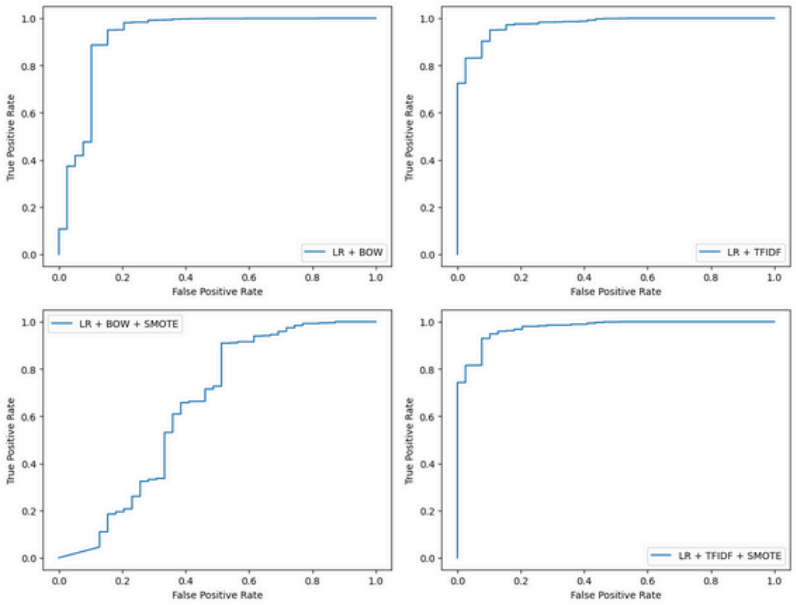 1.0
0.8
0.6
0.4
0.2
0.0
True Positive Rate
0.0 0.2 0.4 0.6 0.8 1.0
False Positive Rate
LR + BOW
1.0
0.8
0.6
0.4
0.2
0.0
True Positive Rate
0.0 0.2 0.4 0.6 0.8 1.0
False Positive Rate
LR + TFIDF
1.0
0.8
0.6
0.4
0.2
0.0
True Positive Rate
LR + BOW + SMOTE
0.0 0.2 0.4 0.6 0.8 1.0
False Positive Rate
1.0
0.8
0.6
0.4
0.2
0.0
True Positive Rate
LR + TFIDF + SMOTE
0.0 0.2 0.4 0.6 0.8 1.0
False Positive Rate